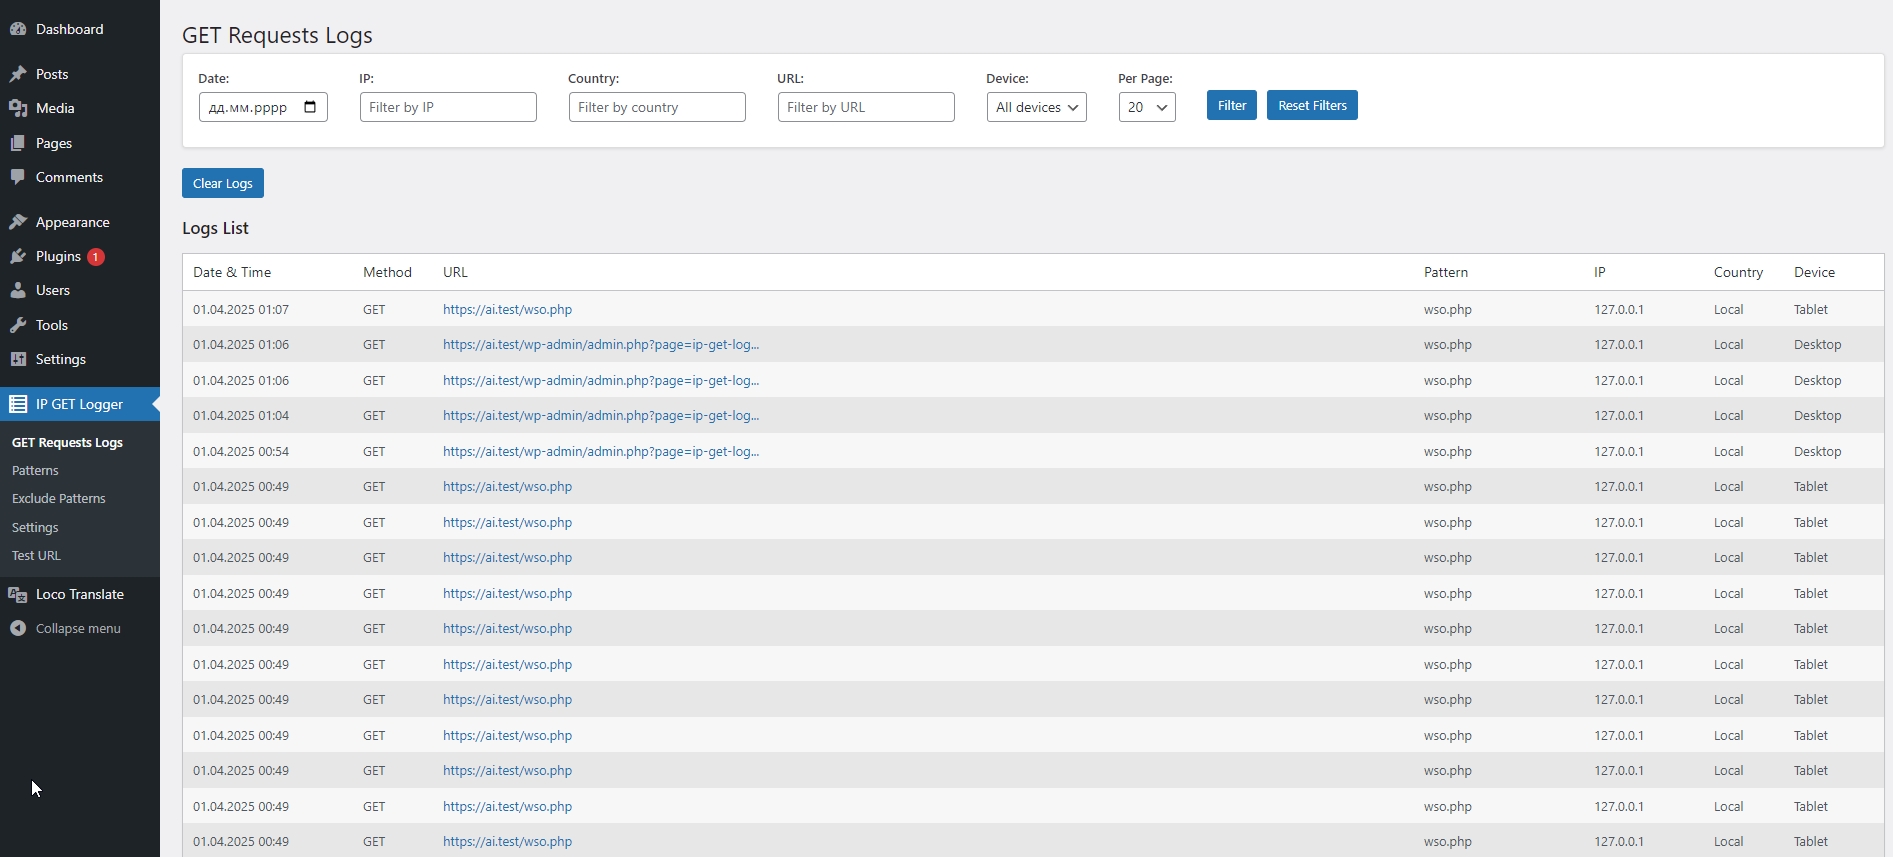 Dashboard
Posts
Media
Pages
Comments
Appearance
Plugins 1
Users
Tools
Settings
IP GET Logger
GET Requests Logs
Patterns
Exclude Patterns
Settings
Test URL
Loco Translate
Collapse menu
GET Requests Logs
Date: IP: Country: URL: Device: Per Page:
дд.мм.рррр Filter by IP Filter by country Filter by URL All devices 20 Filter Reset Filters
Clear Logs
Logs List
Date & Time Method URL Pattern IP Country Device
01.04.2025 01:07 GET https://ai.test/wso.php wso.php 127.0.0.1 Local Tablet
01.04.2025 01:06 GET https://ai.test/wp-admin/admin.php?page=ip-get-log... wso.php 127.0.0.1 Local Desktop
01.04.2025 01:06 GET https://ai.test/wp-admin/admin.php?page=ip-get-log... wso.php 127.0.0.1 Local Desktop
01.04.2025 01:04 GET https://ai.test/wp-admin/admin.php?page=ip-get-log... wso.php 127.0.0.1 Local Desktop
01.04.2025 00:54 GET https://ai.test/wp-admin/admin.php?page=ip-get-log... wso.php 127.0.0.1 Local Desktop
01.04.2025 00:49 GET https://ai.test/wso.php wso.php 127.0.0.1 Local Tablet
01.04.2025 00:49 GET https://ai.test/wso.php wso.php 127.0.0.1 Local Tablet
01.04.2025 00:49 GET https://ai.test/wso.php wso.php 127.0.0.1 Local Tablet
01.04.2025 00:49 GET https://ai.test/wso.php wso.php 127.0.0.1 Local Tablet
01.04.2025 00:49 GET https://ai.test/wso.php wso.php 127.0.0.1 Local Tablet
01.04.2025 00:49 GET https://ai.test/wso.php wso.php 127.0.0.1 Local Tablet
01.04.2025 00:49 GET https://ai.test/wso.php wso.php 127.0.0.1 Local Tablet
01.04.2025 00:49 GET https://ai.test/wso.php wso.php 127.0.0.1 Local Tablet
01.04.2025 00:49 GET https://ai.test/wso.php wso.php 127.0.0.1 Local Tablet
01.04.2025 00:49 GET https://ai.test/wso.php wso.php 127.0.0.1 Local Tablet
01.04.2025 00:49 GET https://ai.test/wso.php wso.php 127.0.0.1 Local Tablet